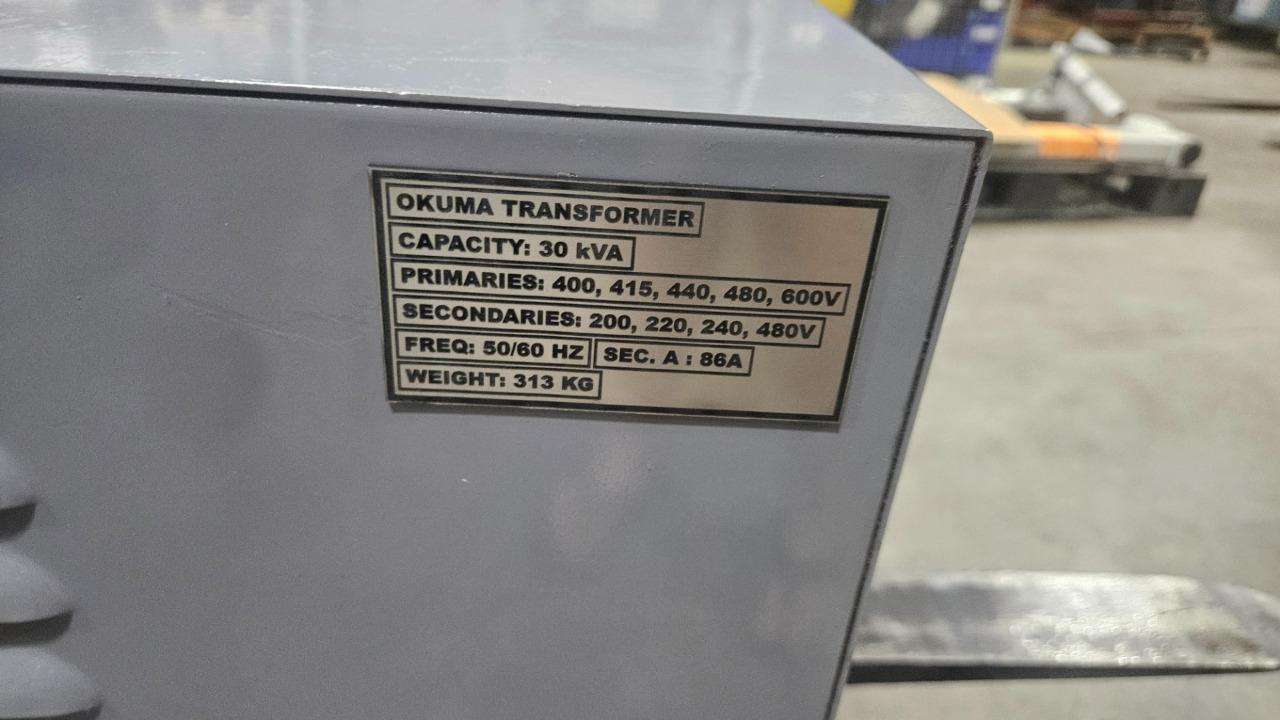 OKUMA TRANSFORMER
CAPACITY: 30 kVA
PRIMARIES: 400, 415, 440, 480, 600V
SECONDARIES: 200, 220, 240, 480V
FREQ: 50/60 HZ SEC. A : 86A
WEIGHT: 313 KG